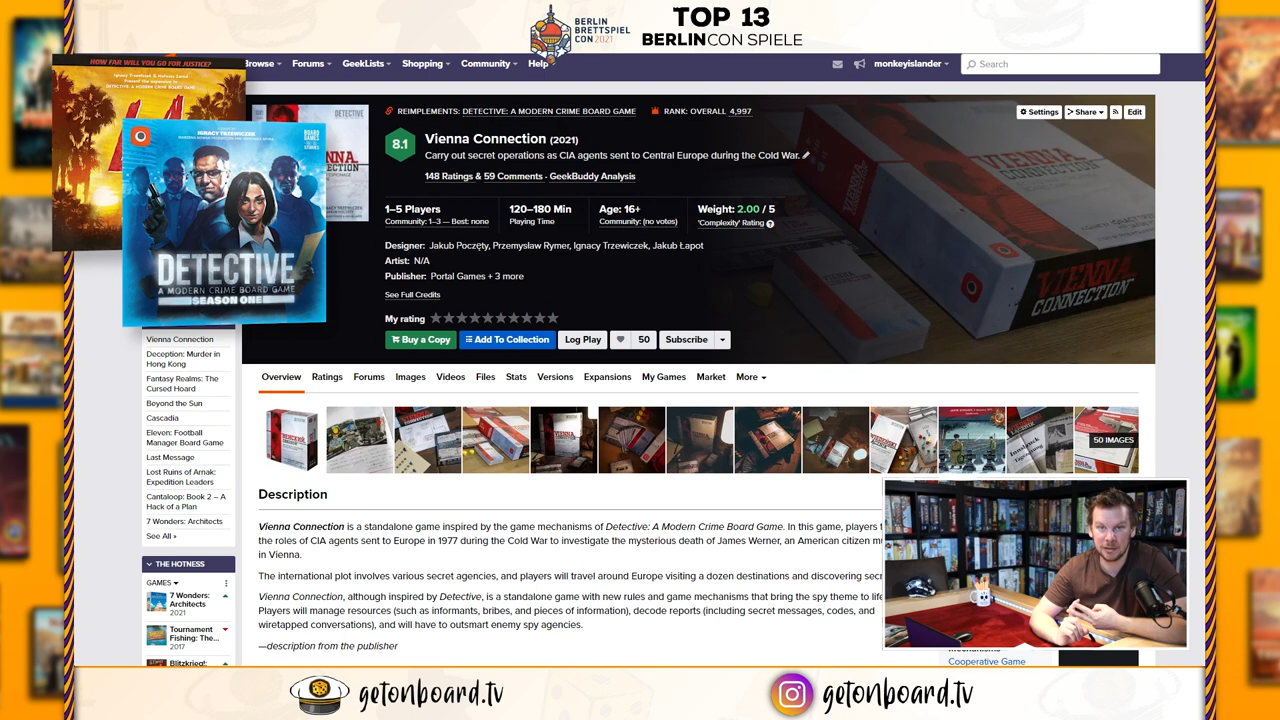 BERLIN
BRETTSPIEL
CON 2021
TOP 13
BERLINCON SPIELE
Browse
Forums
GeekLists
Shopping
Community
Help
monkeyislander
Search
HOW FAR WILL YOU GO FOR JUSTICE?
IGNACY TRZEWICZEK
DETECTIVE
A MODERN CRIME BOARD GAME
SEASON ONE
REIMPLEMENTS: DETECTIVE: A MODERN CRIME BOARD GAME
RANK: OVERALL 4,997
Settings
Share
Edit
8.1
Vienna Connection (2021)
Carry out secret operations as CIA agents sent to Central Europe during the Cold War.
148 Ratings & 59 Comments · GeekBuddy Analysis
1–5 Players
Community: 1–3 — Best: none
120–180 Min
Playing Time
Age: 16+
Community: (no votes)
Weight: 2.00 / 5
'Complexity' Rating
Designer: Jakub Poczęty, Przemysław Rymer, Ignacy Trzewiczek, Jakub Łapot
Artist: N/A
Publisher: Portal Games + 3 more
See Full Credits
My rating
Buy a Copy
Add To Collection
Log Play
50
Subscribe
VIENNA
CONNECTION
Overview
Ratings
Forums
Images
Videos
Files
Stats
Versions
Expansions
My Games
Market
More
50 IMAGES
Vienna Connection
Deception: Murder in
Hong Kong
Fantasy Realms: The
Cursed Hoard
Beyond the Sun
Cascadia
Eleven: Football
Manager Board Game
Last Message
Lost Ruins of Arnak:
Expedition Leaders
Cantaloop: Book 2 – A
Hack of a Plan
7 Wonders: Architects
See All »
THE HOTNESS
GAMES
7 Wonders:
Architects
2021
Tournament
Fishing: The...
2017
Blitzkrieg!:
Description
Vienna Connection is a standalone game inspired by the game mechanisms of Detective: A Modern Crime Board Game. In this game, players
the roles of CIA agents sent to Europe in 1977 during the Cold War to investigate the mysterious death of James Werner, an American citizen
in Vienna.
The international plot involves various secret agencies, and players will travel around Europe visiting a dozen destinations and discovering
Vienna Connection, although inspired by Detective, is a standalone game with new rules and game mechanisms that bring the spy theme to
Players will manage resources (such as informants, bribes, and pieces of information), decode reports (including secret messages, codes, and
wiretapped conversations), and will have to outsmart enemy spy agencies.
—description from the publisher
Cooperative Game
getonboard.tv
getonboard.tv